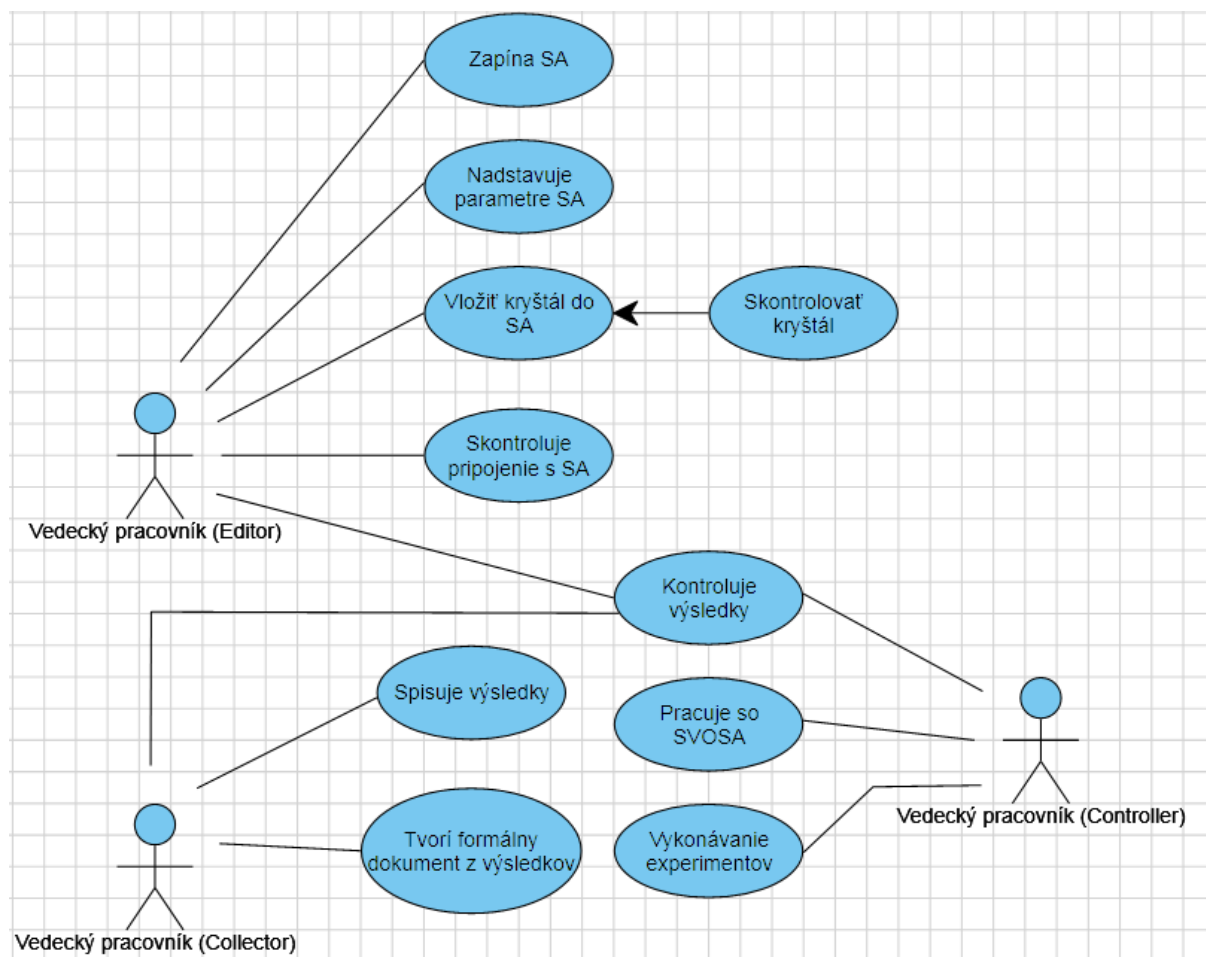 Zapína SA
Nadstavuje
parametre SA
Vložiť kryštál do
SA
Skontrolovať
kryštál
Skontroluje
pripojenie s SA
Vedecký pracovník (Editor)
Kontroluje
výsledky
Spisuje výsledky
Pracuje so
SVOSA
Vedecký pracovník (Controller)
Tvorí formálny
dokument z výsledkov
Vykonávanie
experimentov
Vedecký pracovník (Collector)